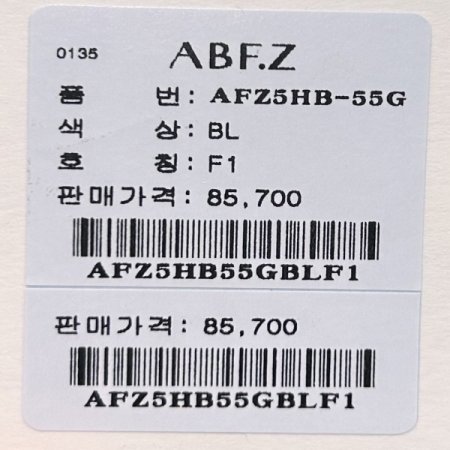 0135 ABF.Z
품 번: AFZ5HB-55G
색 상: BL
호 칭: F1
판매가격: 85,700
AFZ5HB55GBLF1
판매가격: 85,700
AFZ5HB55GBLF1